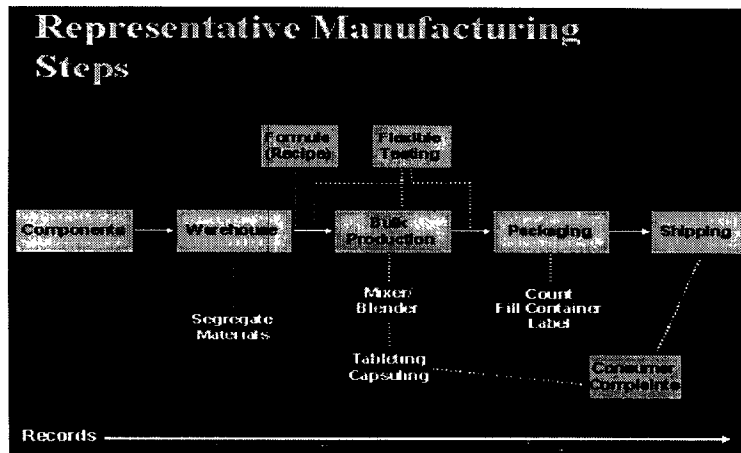 Representative Manufacturing
Steps
Formula
(Recipe)
Flexible
Testing
Components
Warehouse
Bulk
Production
Packaging
Shipping
Segregate
Materials
Mixer/
Blender
Count
Fill Container
Label
Tableting
Capsuling
Consumer
Complaints
Records